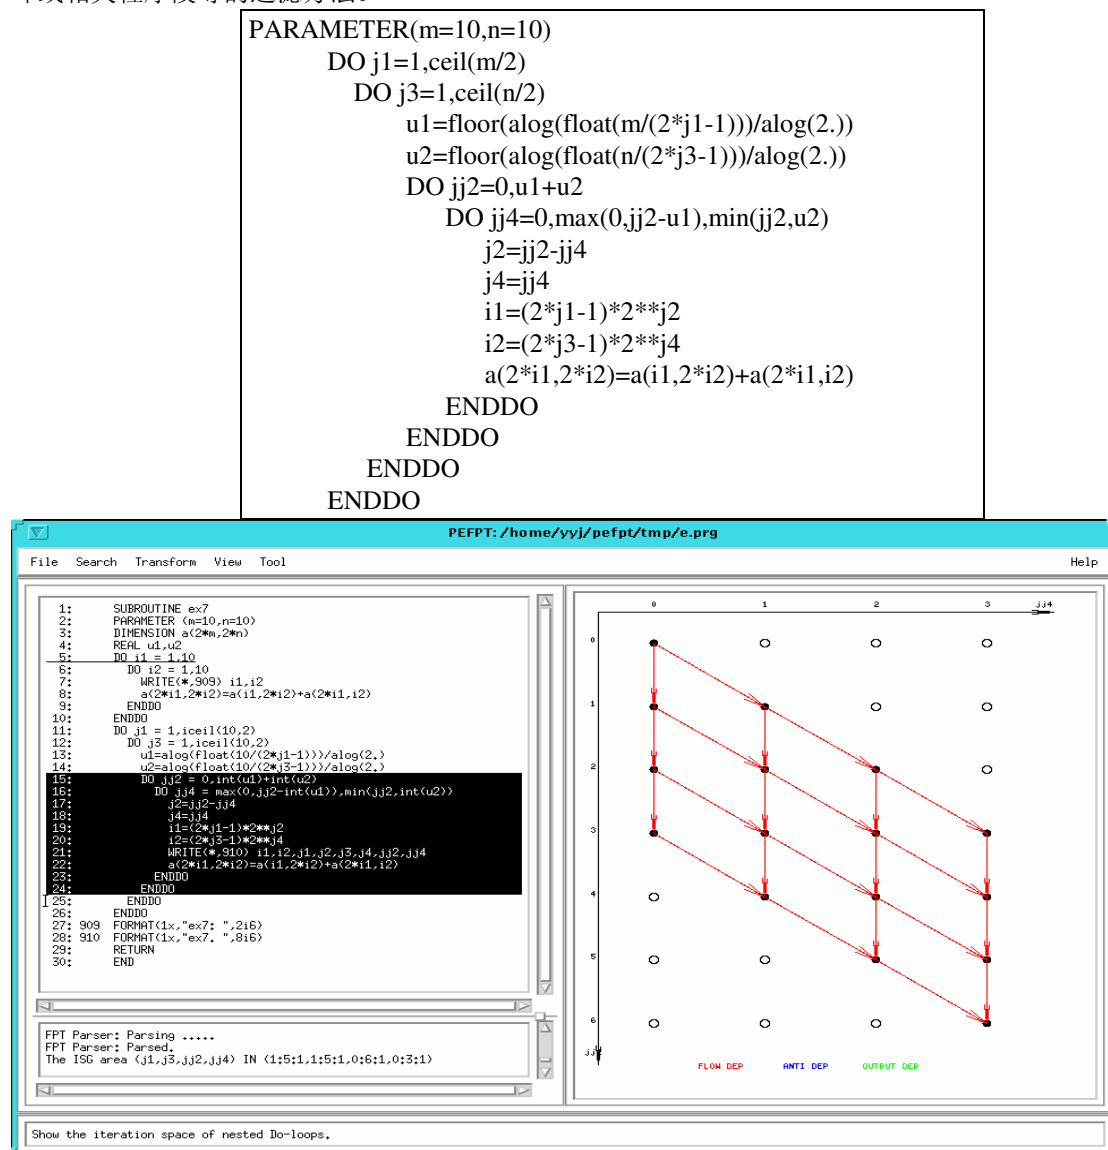 PARAMETER(m=10,n=10)
DO j1=1,ceil(m/2)
DO j3=1,ceil(n/2)
u1=floor(alog(float(m/(2*j1-1)))/alog(2.))
u2=floor(alog(float(n/(2*j3-1)))/alog(2.))
DO jj2=0,u1+u2
DO jj4=0,max(0,jj2-u1),min(jj2,u2)
j2=jj2-jj4
j4=jj4
i1=(2*j1-1)*2**j2
i2=(2*j3-1)*2**j4
a(2*i1,2*i2)=a(i1,2*i2)+a(2*i1,i2)
ENDDO
ENDDO
ENDDO
ENDDO
PEFPT:/home/yyj/pefpt/tmp/e.prg
File Search Transform View Tool Help
1: SUBROUTINE ex7
2: PARAMETER (m=10,n=10)
3: DIMENSION a(2*m,2*n)
4: REAL u1,u2
5: DO i1 = 1,10
6: DO i2 = 1,10
7: WRITE(*,909) i1,i2
8: a(2*i1,2*i2)=a(i1,2*i2)+a(2*i1,i2)
9: ENDDO
10: ENDDO
11: DO j1 = 1,iceil(10,2)
12: DO j3 = 1,iceil(10,2)
13: u1=alog(float(10/(2*j1-1)))/alog(2.)
14: u2=alog(float(10/(2*j3-1)))/alog(2.)
15: DO jj2 = 0,int(u1)+int(u2)
16: DO jj4 = max(0,jj2-int(u1)),min(jj2,int(u2))
17: j2=jj2-jj4
18: j4=jj4
19: i1=(2*j1-1)*2**j2
20: i2=(2*j3-1)*2**j4
21: WRITE(*,910) i1,i2,j1,j2,j3,j4,jj2,jj4
22: a(2*i1,2*i2)=a(i1,2*i2)+a(2*i1,i2)
23: ENDDO
24: ENDDO
25: ENDDO
26: ENDDO
27: 909 FORMAT(1x,"ex7: ",2i6)
28: 910 FORMAT(1x,"ex7. ",8i6)
29: RETURN
30: END
FPT Parser: Parsing .....
FPT Parser: Parsed.
The ISG area (j1,j3,jj2,jj4) IN (1:5:1,1:5:1,0:6:1,0:3:1)
0 1 2 3 jj4
0
1
2
3
4
5
6
FLOW DEP ANTI DEP OUTPUT DEP
Show the iteration space of nested Do-loops.